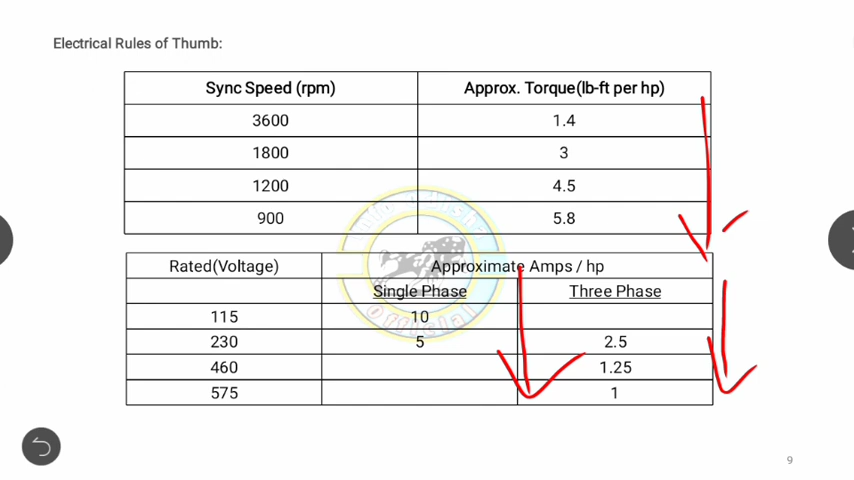 Electrical Rules of Thumb:
Sync Speed (rpm) Approx. Torque(lb-ft per hp)
3600 1.4
1800 3
1200 4.5
900 5.8
Rated(Voltage) Approximate Amps / hp
Single Phase Three Phase
115 10
230 5 2.5
460 1.25
575 1
Official
9